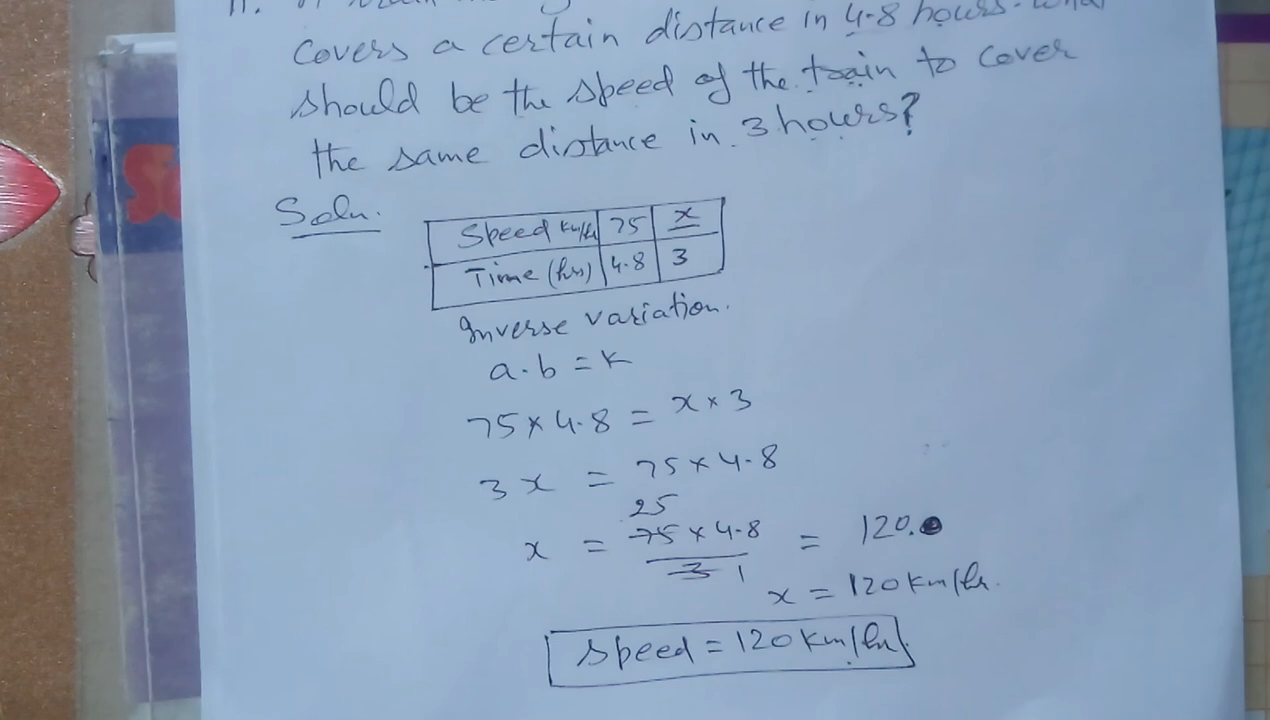 11.
covers a certain distance in 4.8 hours. What
should be the speed of the train to cover
the same distance in 3 hours?
Soln.
Speed km/hr 75 x
Time (hrs) 4.8 3
Inverse variation.
a.b = K
75 × 4.8 = x × 3
3x = 75 × 4.8
25
x = 75 × 4.8 = 120.
3 1
x = 120 km/hr.
Speed = 120 km/hr